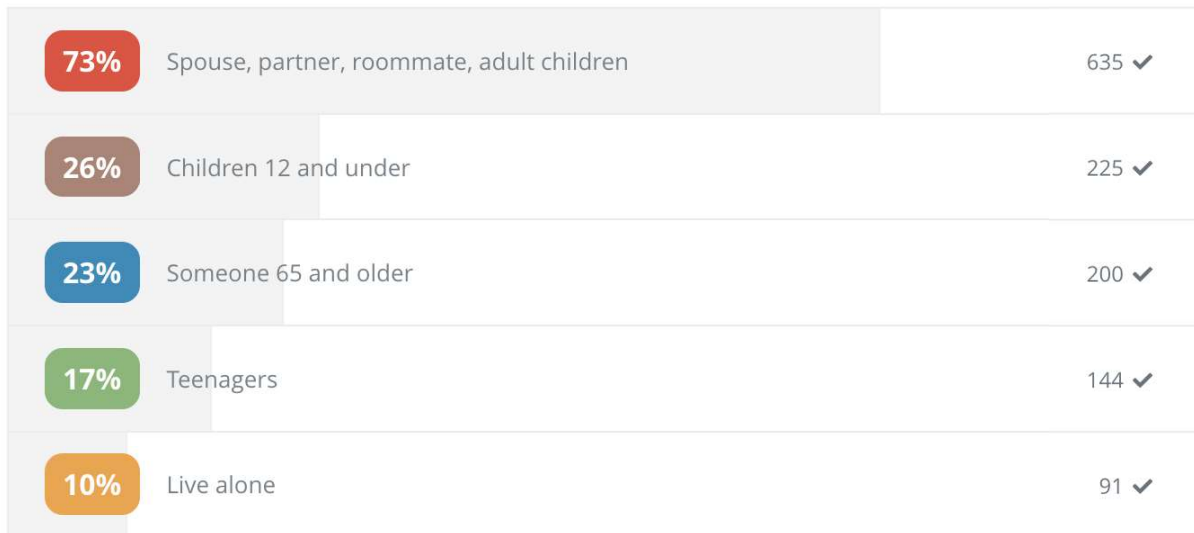 73% Spouse, partner, roommate, adult children 635
26% Children 12 and under 225
23% Someone 65 and older 200
17% Teenagers 144
10% Live alone 91